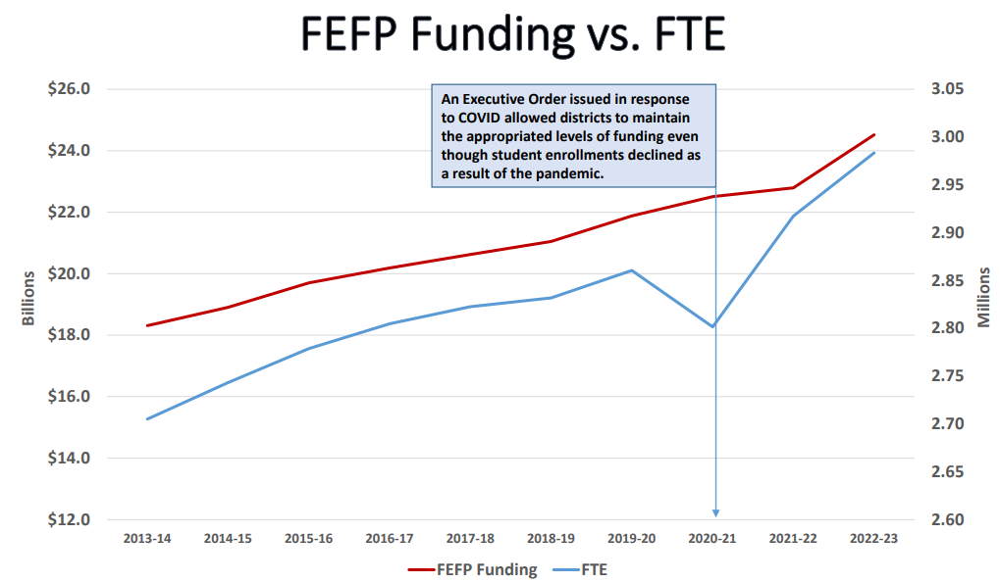 FEFP Funding vs. FTE
An Executive Order issued in response
to COVID allowed districts to maintain
the appropriated levels of funding even
though student enrollments declined as
a result of the pandemic.
$26.0
$24.0
$22.0
$20.0
$18.0
$16.0
$14.0
$12.0
Billions
3.05
3.00
2.95
2.90
2.85
2.80
2.75
2.70
2.65
2.60
Millions
2013-14 2014-15 2015-16 2016-17 2017-18 2018-19 2019-20 2020-21 2021-22 2022-23
FEFP Funding FTE